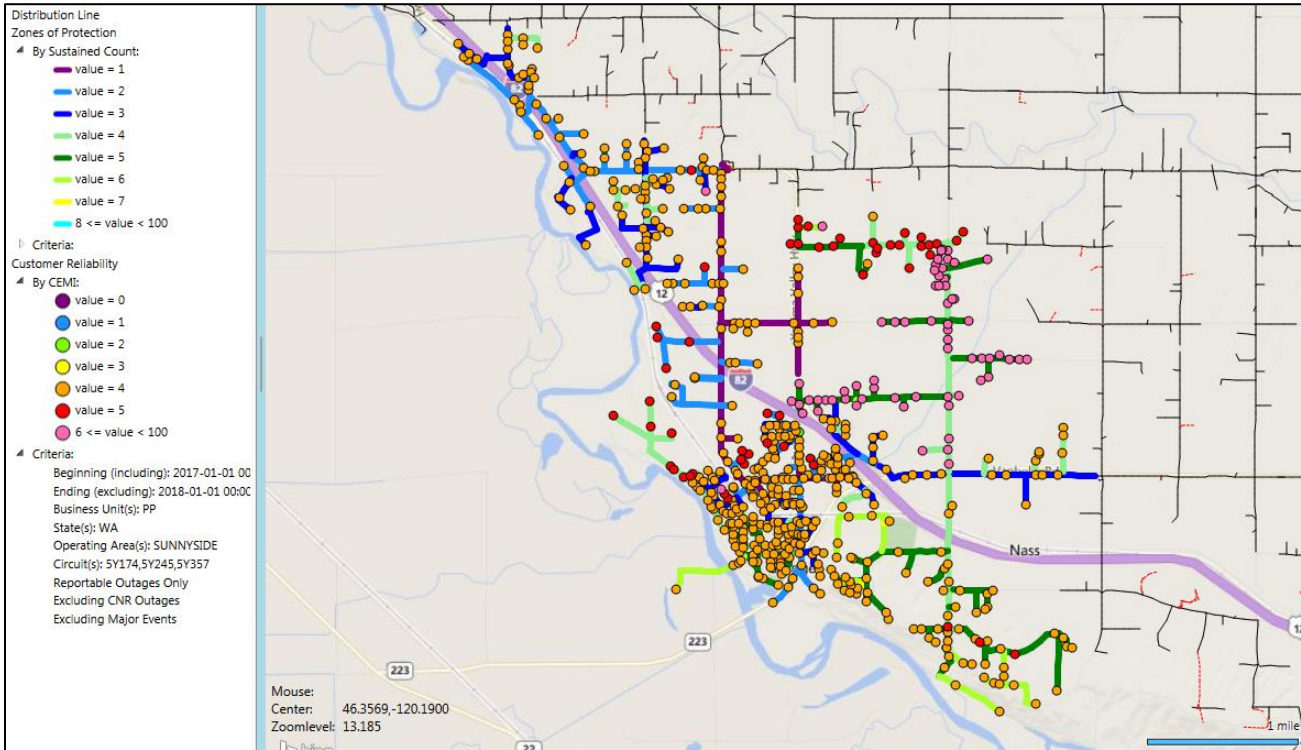 Distribution Line
Zones of Protection
By Sustained Count:
value = 1
value = 2
value = 3
value = 4
value = 5
value = 6
value = 7
8 <= value < 100
Criteria:
Customer Reliability
By CEMI:
value = 0
value = 1
value = 2
value = 3
value = 4
value = 5
6 <= value < 100
Criteria:
Beginning (including): 2017-01-01 00
Ending (excluding): 2018-01-01 00:0
Business Unit(s): PP
State(s): WA
Operating Area(s): SUNNYSIDE
Circuit(s): 5Y174,5Y245,5Y357
Reportable Outages Only
Excluding CNR Outages
Excluding Major Events
12
82
Nass
12
223
223
22
Mouse:
Center: 46.3569,-120.1900
Zoomlevel: 13.185
1 mile